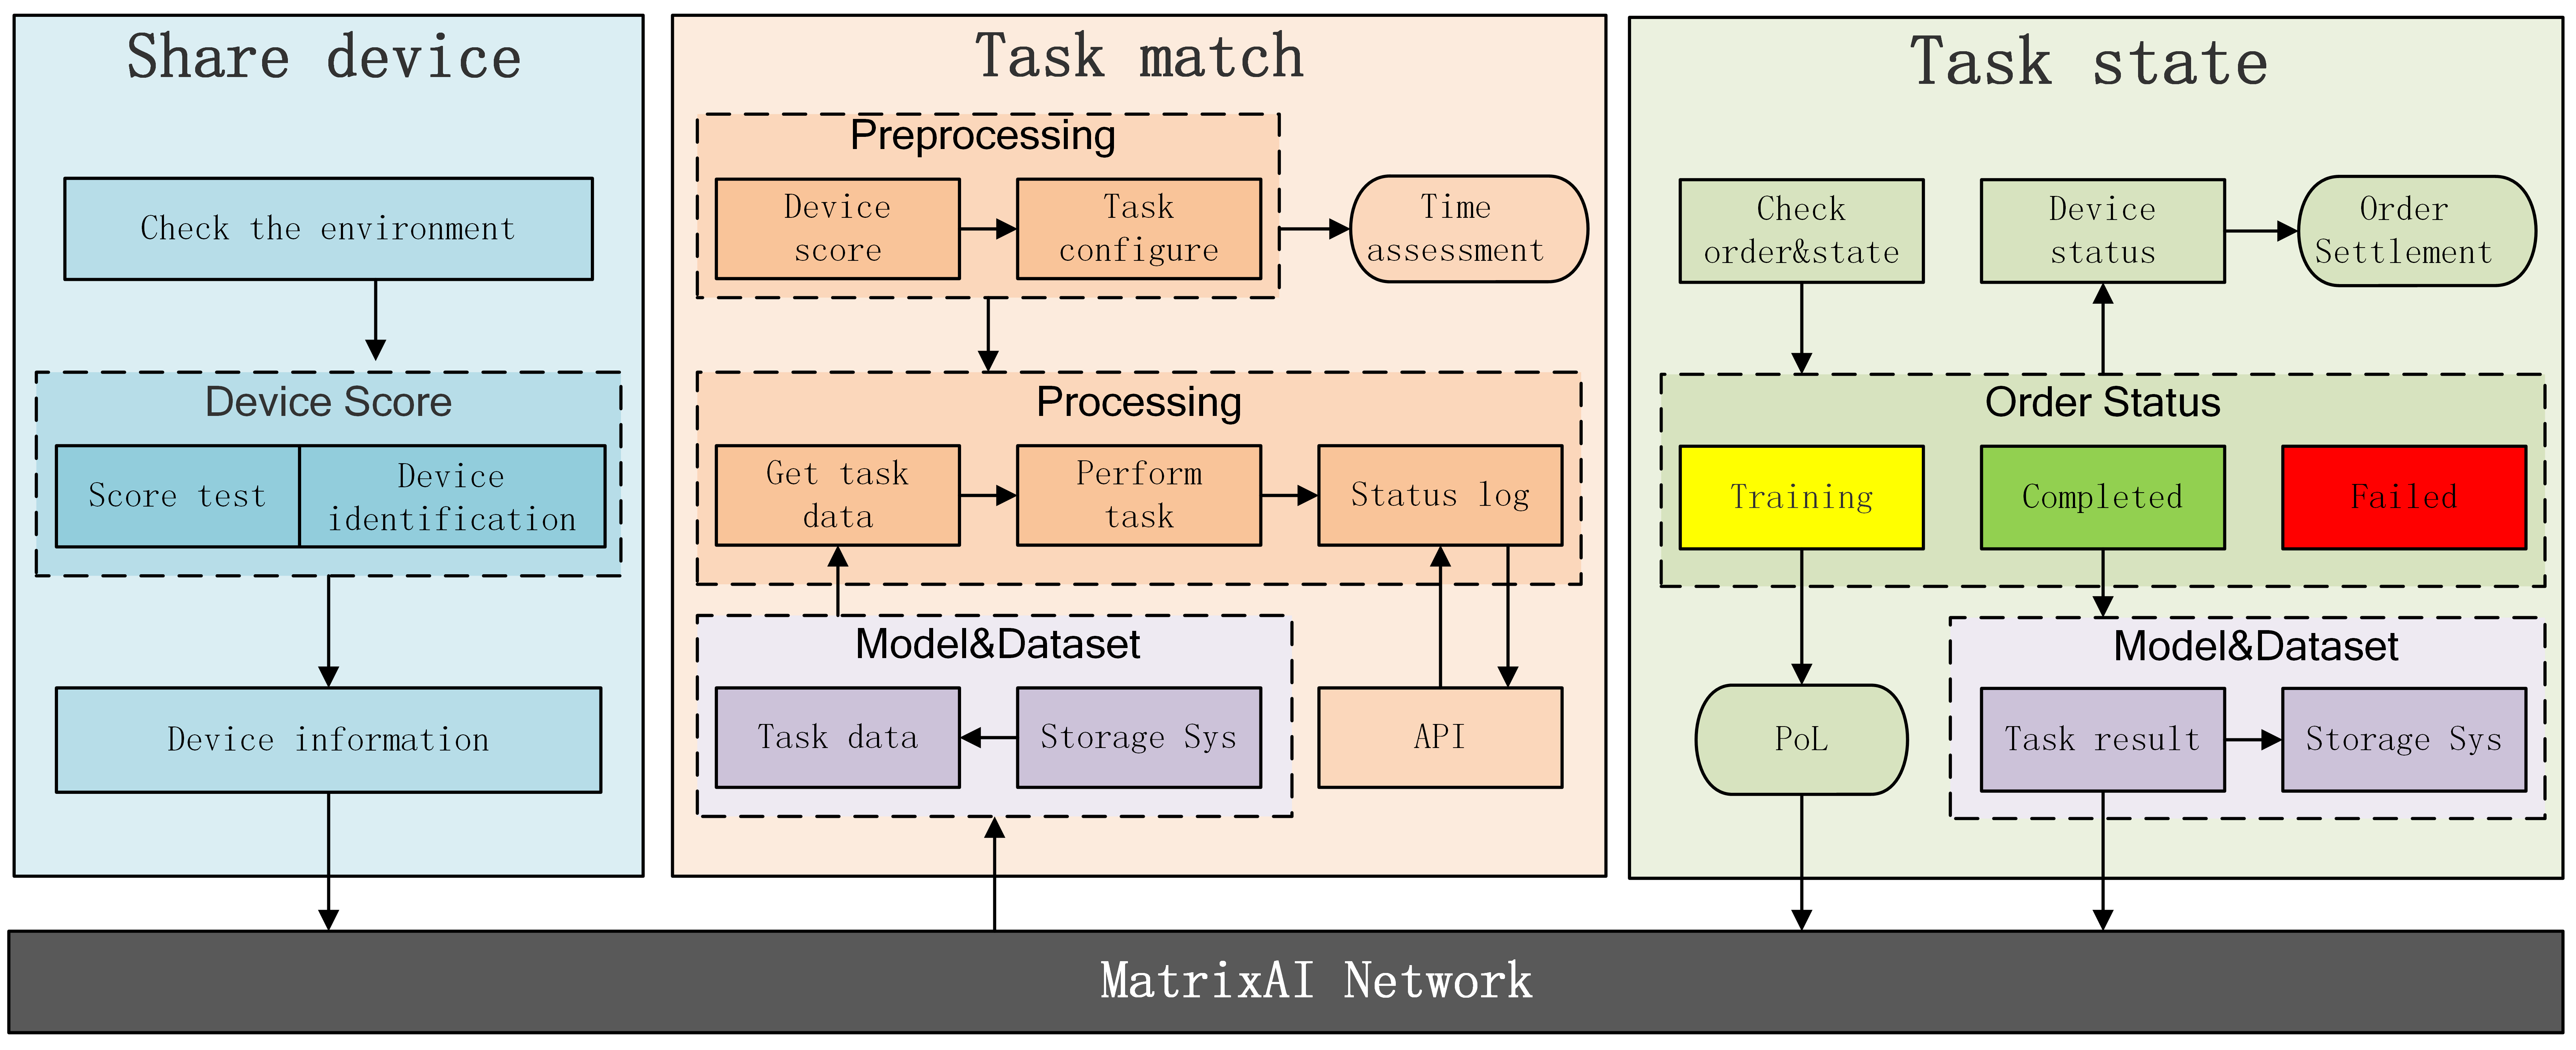 Share device
Check the environment
Device Score
Score test
Device
identification
Device information
Task match
Preprocessing
Device
score
Task
configure
Time
assessment
Processing
Get task
data
Perform
task
Status log
Model&Dataset
Task data
Storage Sys
API
Task state
Check
order&state
Device
status
Order
Settlement
Order Status
Training
Completed
Failed
PoL
Model&Dataset
Task result
Storage Sys
MatrixAI Network